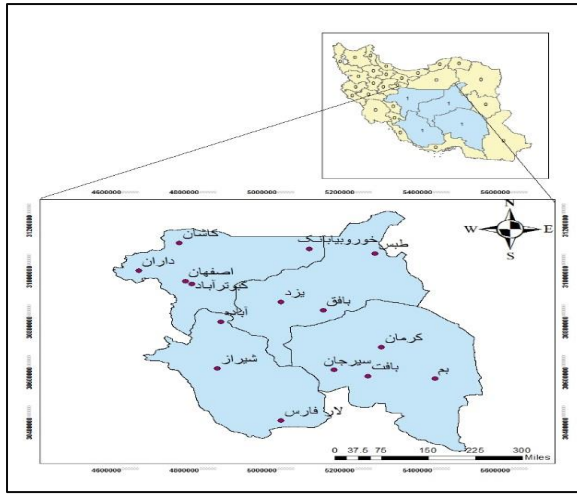 4600000 4800000 5000000 5200000 5400000 5600000
N
W E
S
کاشان
خوروبیابانک
طبس
داران
اصفهان
کبوترآباد
یزد
بافق
آباده
کرمان
شیراز
سیرجان
بافت
بم
لار فارس
0 37.5 75 150 225 300
Miles
4600000 4800000 5000000 5200000 5400000 5600000